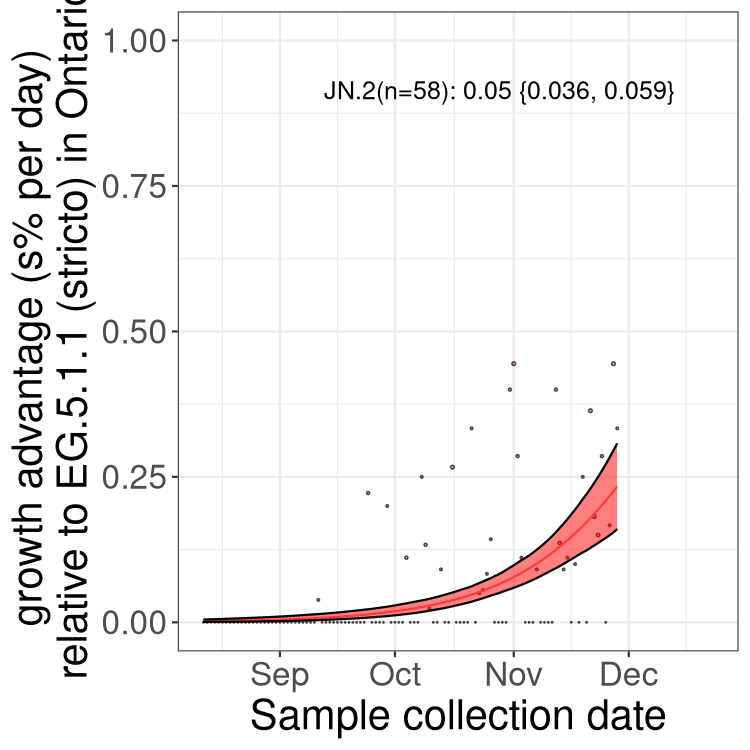 growth advantage (s% per day)
relative to EG.5.1.1 (stricto) in Ontario
1.00
JN.2(n=58): 0.05 {0.036, 0.059}
0.75
0.50
0.25
0.00
Sep Oct Nov Dec
Sample collection date